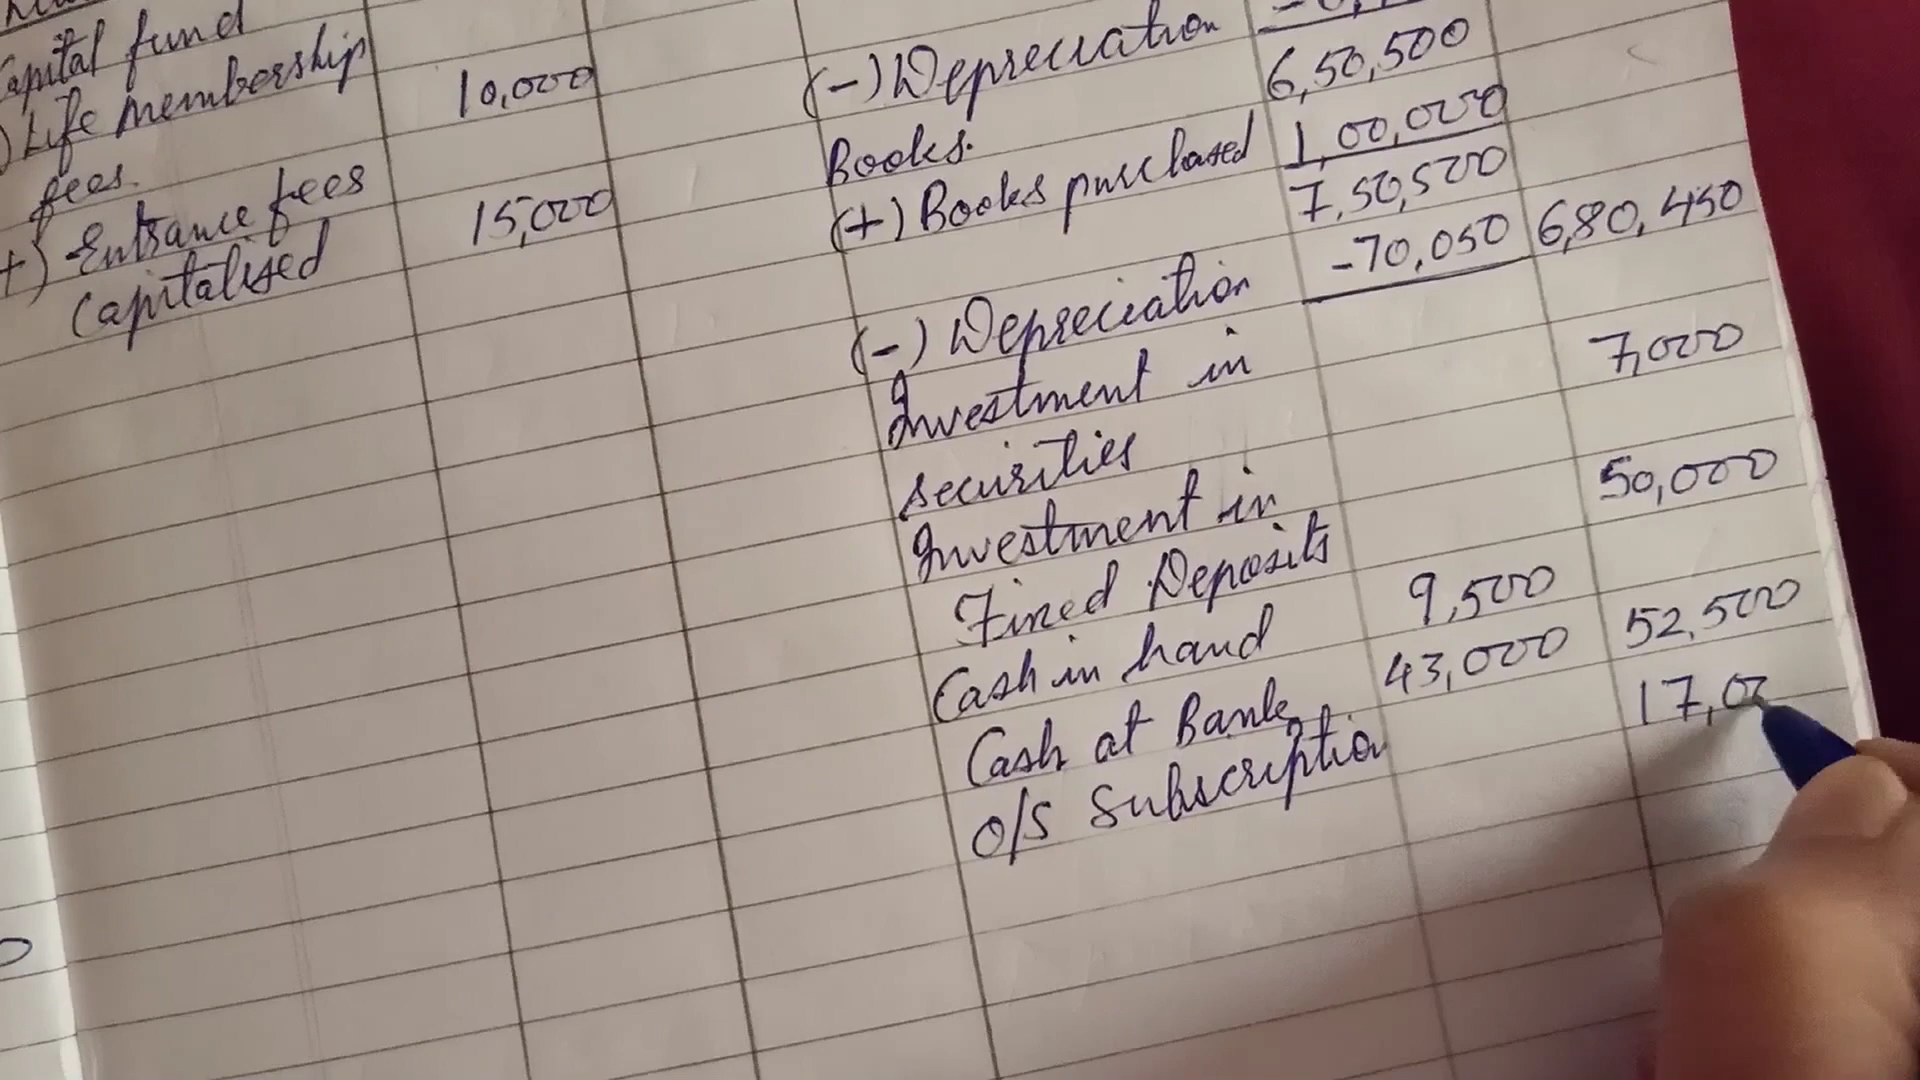 Capital fund
) Life membership 10,000
fees.
+) Entrance fees 15,000
Capitalised
(-) Depreciation
Books. 6,50,500
(+) Books purchased 1,00,000
7,50,500
(-) Depreciation -70,050 6,80,450
Investment in 7,000
securities
Investment in 50,000
Fixed Deposits
Cash in hand 9,500
Cash at Bank 43,000 52,500
O/S Subscription 17,0